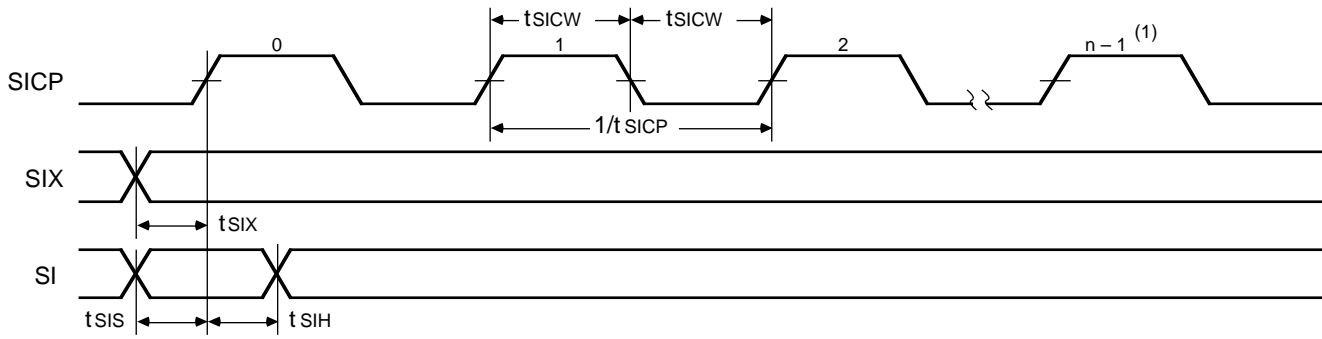 tSICW tSICW
0 1 2 n – 1 (1)
SICP
1/tSICP
SIX
tSIX
SI
tSIS tSIH